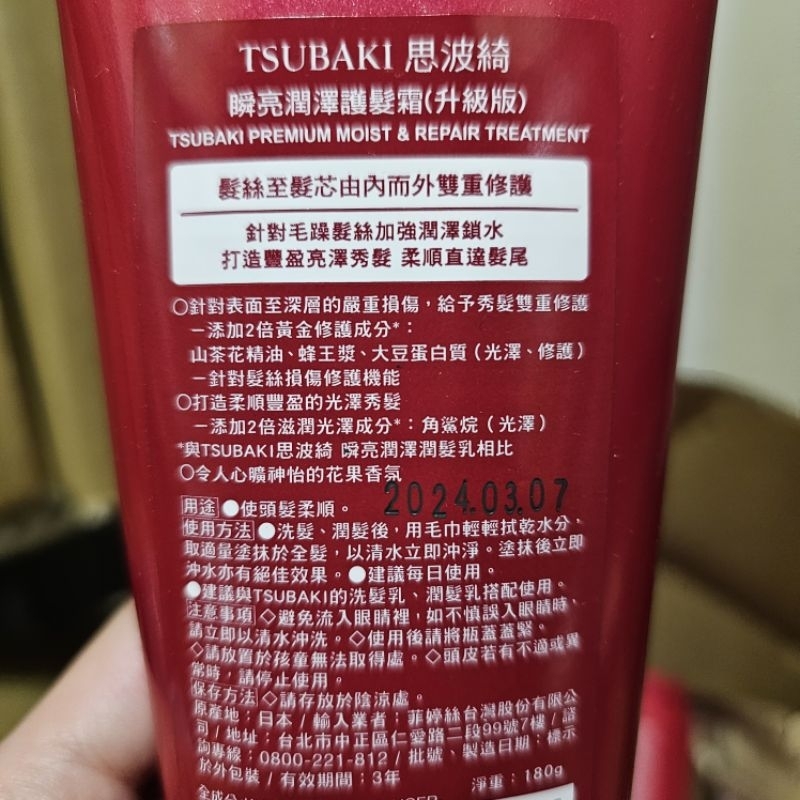 TSUBAKI 思波綺
瞬亮潤澤護髮霜(升級版)
TSUBAKI PREMIUM MOIST & REPAIR TREATMENT
髮絲至髮芯由內而外雙重修護
針對毛躁髮絲加強潤澤鎖水
打造豐盈亮澤秀髮 柔順直達髮尾
○針對表面至深層的嚴重損傷，給予秀髮雙重修護
－添加2倍黃金修護成分*：
山茶花精油、蜂王漿、大豆蛋白質（光澤、修護）
－針對髮絲損傷修護機能
○打造柔順豐盈的光澤秀髮
－添加2倍滋潤光澤成分*：角鯊烷（光澤）
*與TSUBAKI思波綺 瞬亮潤澤潤髮乳相比
○令人心曠神怡的花果香氛
2024.03.07
用途 ●使頭髮柔順。
使用方法 ●洗髮、潤髮後，用毛巾輕輕拭乾水分，
取適量塗抹於全髮，以清水立即沖淨。塗抹後立即
沖水亦有絕佳效果。●建議每日使用。
●建議與TSUBAKI的洗髮乳、潤髮乳搭配使用。
注意事項 ◇避免流入眼睛裡，如不慎誤入眼睛時，
請立即以清水沖洗。◇使用後請將瓶蓋蓋緊。
◇請放置於孩童無法取得處。◇頭皮若有不適或異
常時，請停止使用。
保存方法 ◇請存放於陰涼處。
原產地：日本 / 輸入業者：菲婷絲台灣股份有限公
司 / 地址：台北市中正區仁愛路二段99號7樓 / 諮
詢專線：0800-221-812 / 批號、製造日期：標示
於外包裝 / 有效期間：3年
淨重：180g